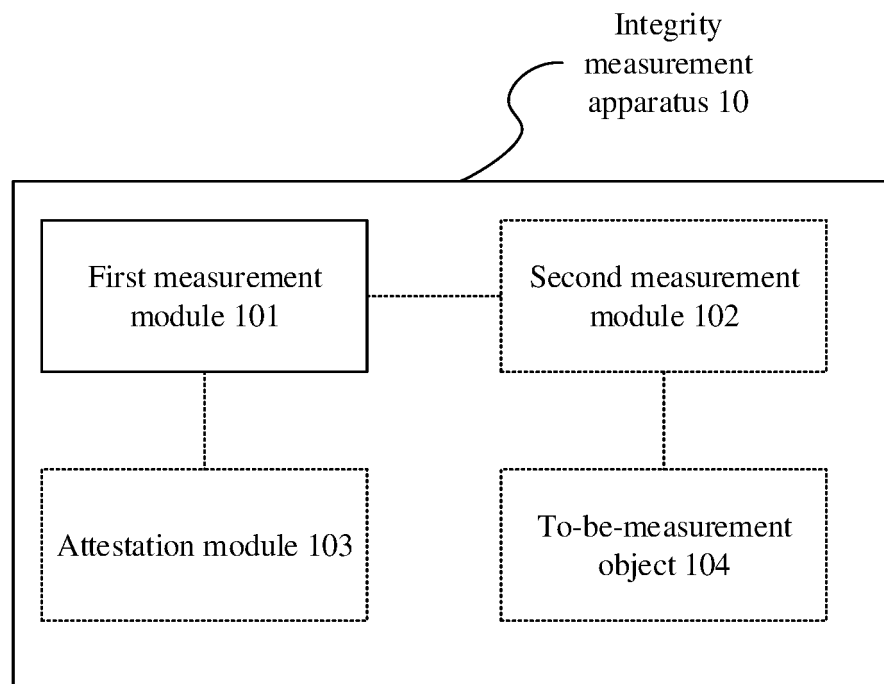 Integrity
measurement
apparatus 10
First measurement
module 101
Second measurement
module 102
Attestation module 103
To-be-measurement
object 104